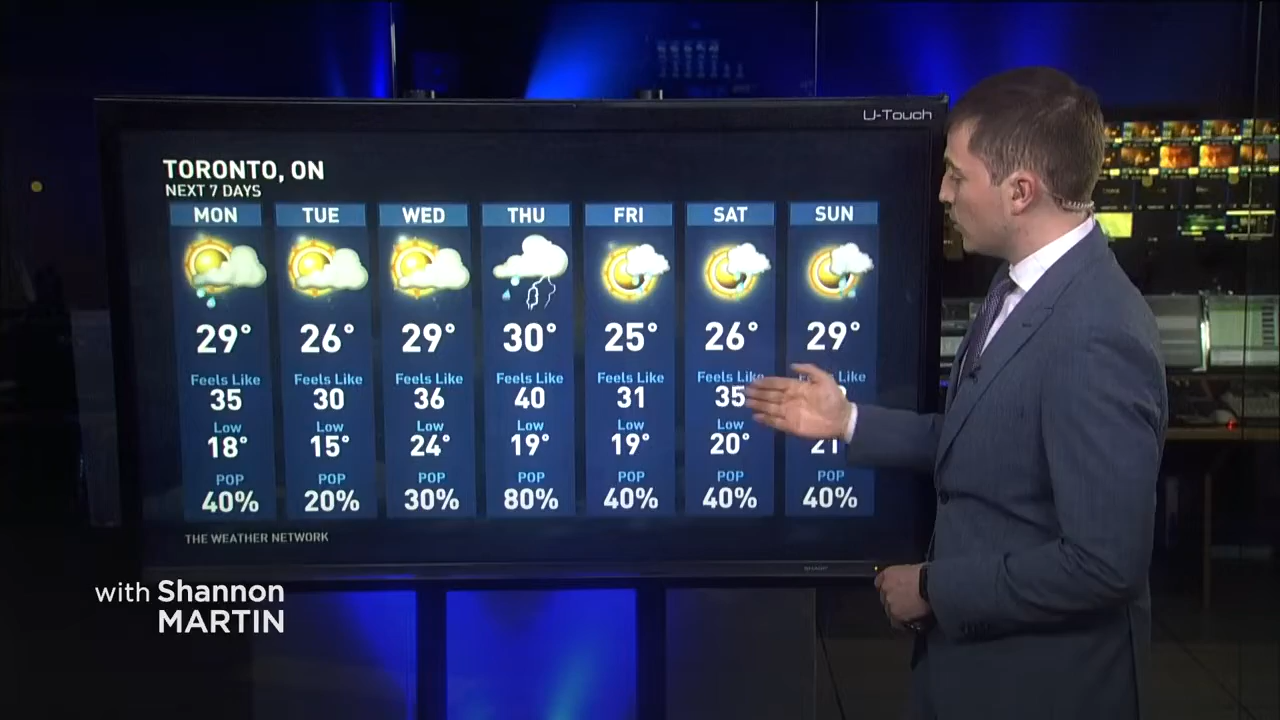 U-Touch
TORONTO, ON
NEXT 7 DAYS
MON TUE WED THU FRI SAT SUN
29° 26° 29° 30° 25° 26° 29°
Feels Like Feels Like Feels Like Feels Like Feels Like Feels Like Like
35 30 36 40 31 35
Low Low Low Low Low Low
18° 15° 24° 19° 19° 20° 21
POP POP POP POP POP POP POP
40% 20% 30% 80% 40% 40% 40%
THE WEATHER NETWORK
SHARP
with Shannon
MARTIN